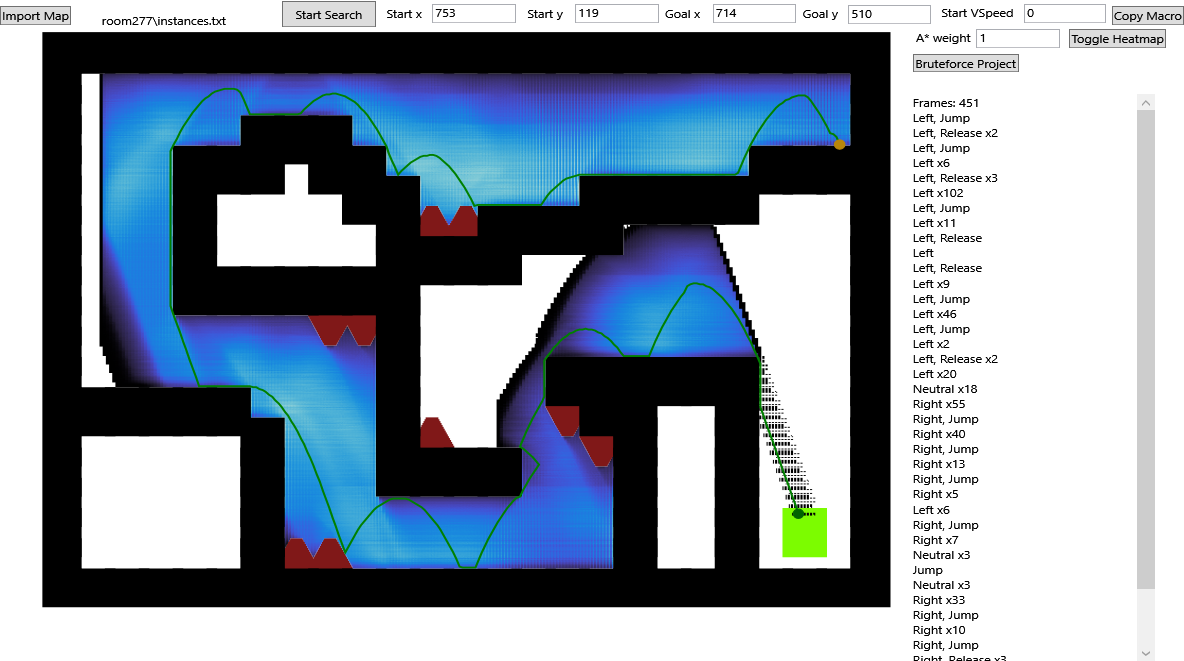 Import Map
room277\instances.txt
Start Search
Start x 753 Start y 119 Goal x 714 Goal y 510 Start VSpeed 0
Copy Macro
A* weight 1
Toggle Heatmap
Bruteforce Project
Frames: 451
Left, Jump
Left, Release x2
Left, Jump
Left x6
Left, Release x3
Left x102
Left, Jump
Left x11
Left, Release
Left
Left, Release
Left x9
Left, Jump
Left x46
Left, Jump
Left x2
Left, Release x2
Left x20
Neutral x18
Right x55
Right, Jump
Right x40
Right, Jump
Right x13
Right, Jump
Right x5
Left x6
Right, Jump
Right x7
Neutral x3
Jump
Neutral x3
Right x33
Right, Jump
Right x10
Right, Jump
Right, Release x3